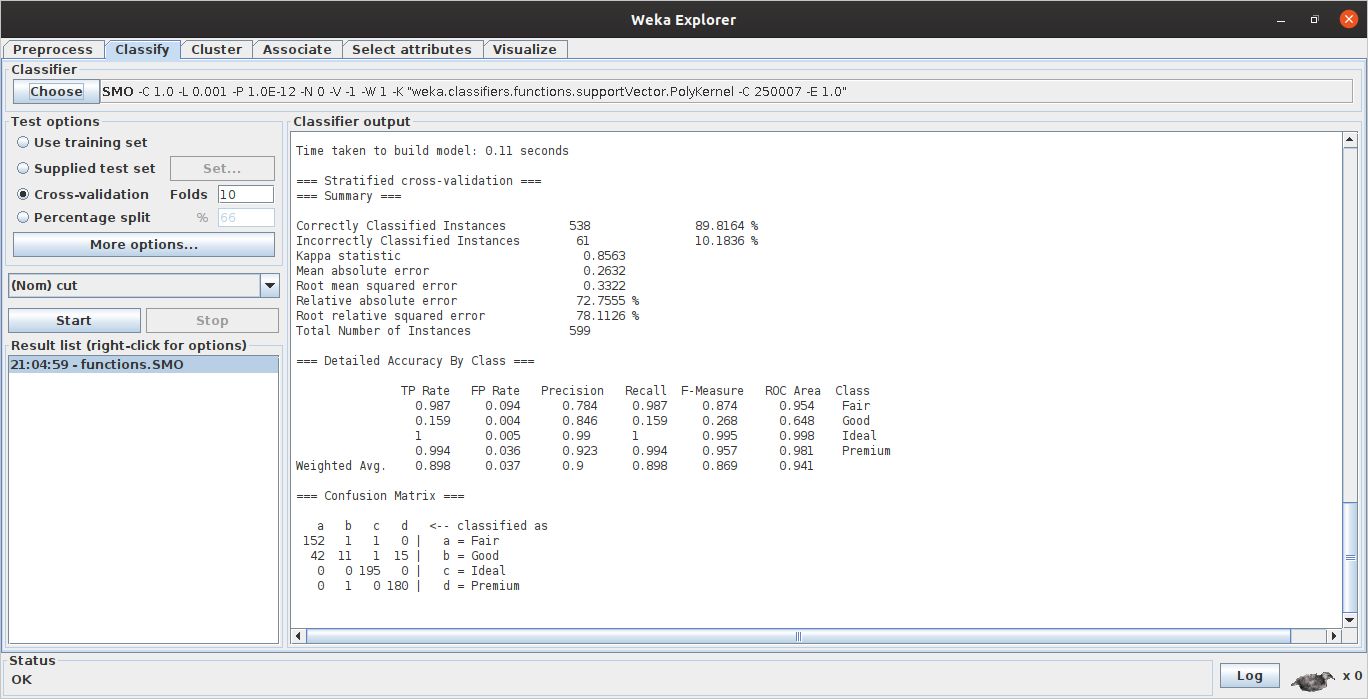 Weka Explorer
Preprocess Classify Cluster Associate Select attributes Visualize
Classifier
Choose SMO -C 1.0 -L 0.001 -P 1.0E-12 -N 0 -V -1 -W 1 -K "weka.classifiers.functions.supportVector.PolyKernel -C 250007 -E 1.0"
Test options
Use training set
Supplied test set Set...
Cross-validation Folds 10
Percentage split % 66
More options...
(Nom) cut
Start Stop
Result list (right-click for options)
21:04:59 - functions.SMO
Classifier output
Time taken to build model: 0.11 seconds
=== Stratified cross-validation ===
=== Summary ===
Correctly Classified Instances 538 89.8164 %
Incorrectly Classified Instances 61 10.1836 %
Kappa statistic 0.8563
Mean absolute error 0.2632
Root mean squared error 0.3322
Relative absolute error 72.7555 %
Root relative squared error 78.1126 %
Total Number of Instances 599
=== Detailed Accuracy By Class ===
TP Rate FP Rate Precision Recall F-Measure ROC Area Class
0.987 0.094 0.784 0.987 0.874 0.954 Fair
0.159 0.004 0.846 0.159 0.268 0.648 Good
1 0.005 0.99 1 0.995 0.998 Ideal
0.994 0.036 0.923 0.994 0.957 0.981 Premium
Weighted Avg. 0.898 0.037 0.9 0.898 0.869 0.941
=== Confusion Matrix ===
a b c d <-- classified as
152 1 1 0 | a = Fair
42 11 1 15 | b = Good
0 0 195 0 | c = Ideal
0 1 0 180 | d = Premium
Status
OK
Log x 0